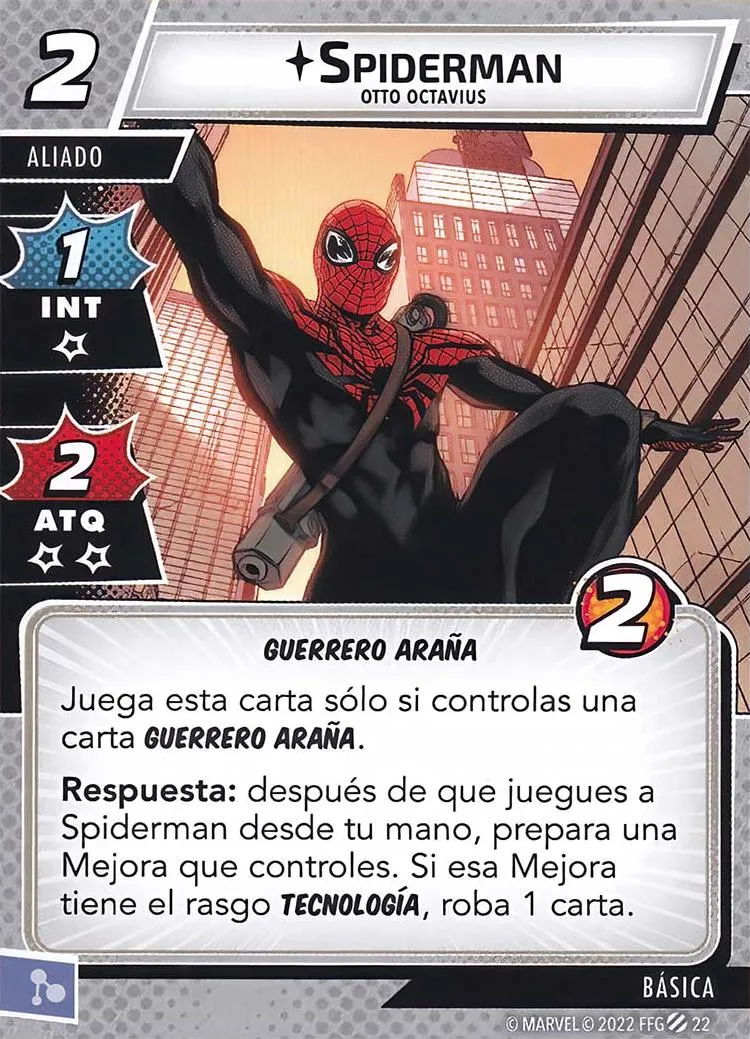 2
SPIDERMAN
OTTO OCTAVIUS
ALIADO
1
INT
2
ATQ
2
GUERRERO ARAÑA
Juega esta carta sólo si controlas una
carta GUERRERO ARAÑA.
Respuesta: después de que juegues a
Spiderman desde tu mano, prepara una
Mejora que controles. Si esa Mejora
tiene el rasgo TECNOLOGÍA, roba 1 carta.
BÁSICA
© MARVEL © 2022 FFG 22